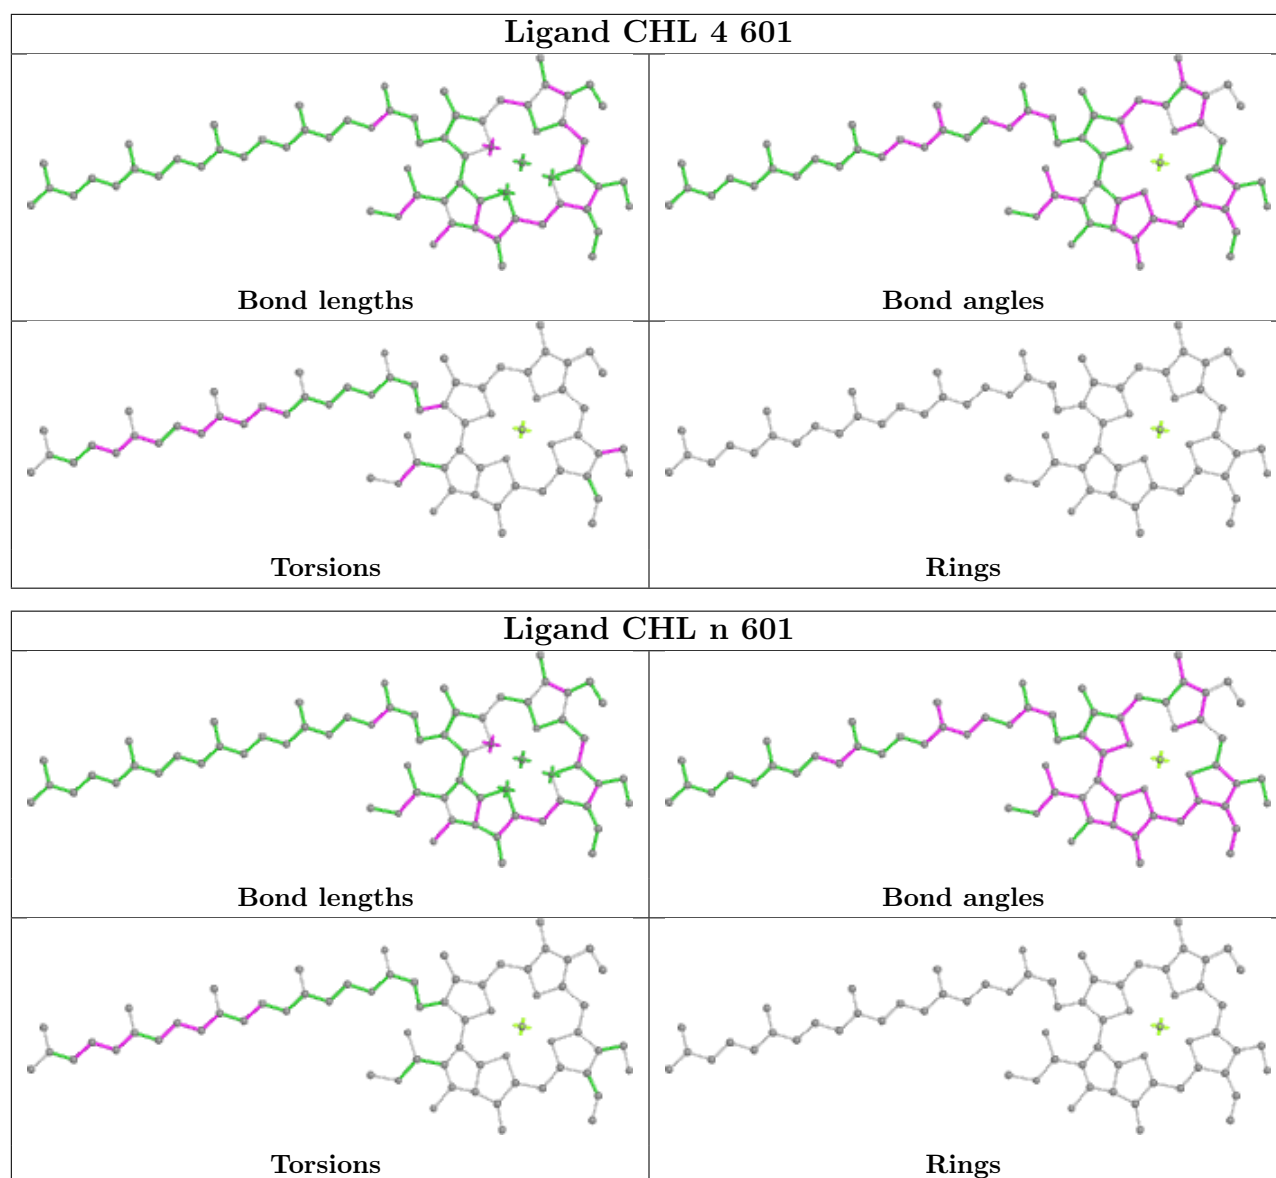 Ligand CHL 4 601
Bond lengths
Bond angles
Torsions
Rings
Ligand CHL n 601
Bond lengths
Bond angles
Torsions
Rings